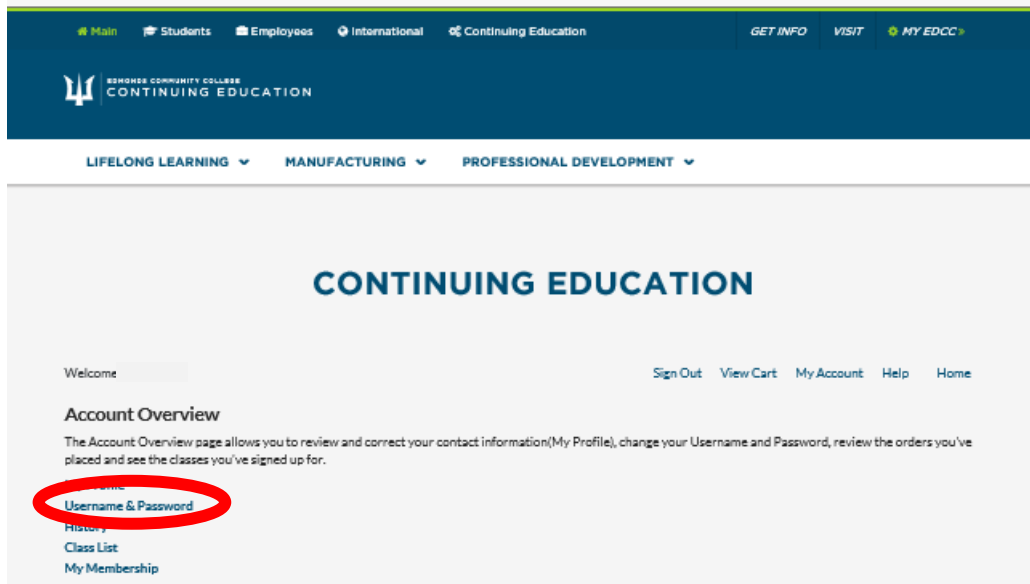 Main Students Employees International Continuing Education GET INFO VISIT MY EDCC »
EDMONDS COMMUNITY COLLEGE
CONTINUING EDUCATION
LIFELONG LEARNING MANUFACTURING PROFESSIONAL DEVELOPMENT
CONTINUING EDUCATION
Welcome Sign Out View Cart My Account Help Home
Account Overview
The Account Overview page allows you to review and correct your contact information(My Profile), change your Username and Password, review the orders you've
placed and see the classes you've signed up for.
Username & Password
History
Class List
My Membership